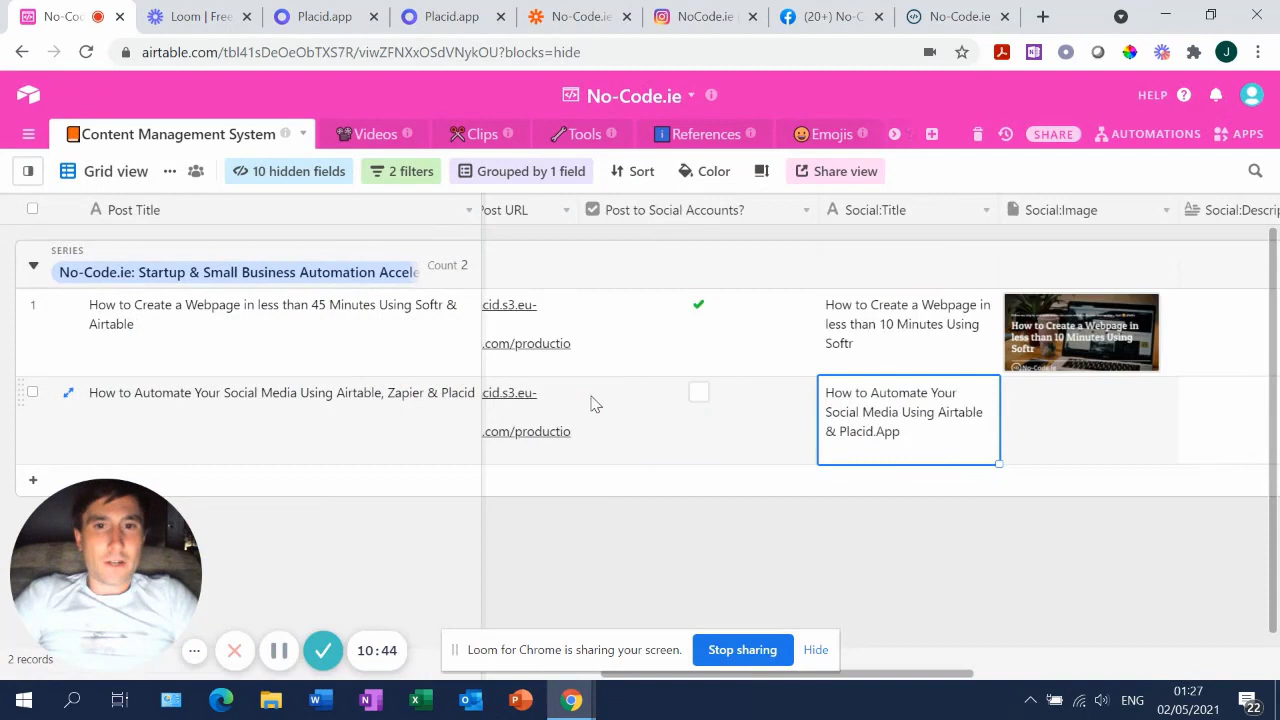 No-Co
Loom | Free
Placid.app
Placid.app
No-Code.ie
NoCode.ie
(20+) No-C
No-Code.ie
airtable.com/tbl41sDeOeObTXS7R/viwZFNXxOSdVNykOU?blocks=hide
J
No-Code.ie
HELP
Content Management System
Videos
Clips
Tools
References
Emojis
SHARE
AUTOMATIONS
APPS
Grid view
10 hidden fields
2 filters
Grouped by 1 field
Sort
Color
Share view
Post Title
Post URL
Post to Social Accounts?
Social:Title
Social:Image
Social:Descrip
SERIES
No-Code.ie: Startup & Small Business Automation Accele
Count 2
1
How to Create a Webpage in less than 45 Minutes Using Softr &
Airtable
cid.s3.eu-
.com/productio
How to Create a Webpage in
less than 10 Minutes Using
Softr
How to Create a Webpage in
less than 10 Minutes Using
Softr
No-Code.ie
How to Automate Your Social Media Using Airtable, Zapier & Placid
cid.s3.eu-
.com/productio
How to Automate Your
Social Media Using Airtable
& Placid.App
10:44
Loom for Chrome is sharing your screen.
Stop sharing
Hide
2 records
ENG
01:27
02/05/2021
22